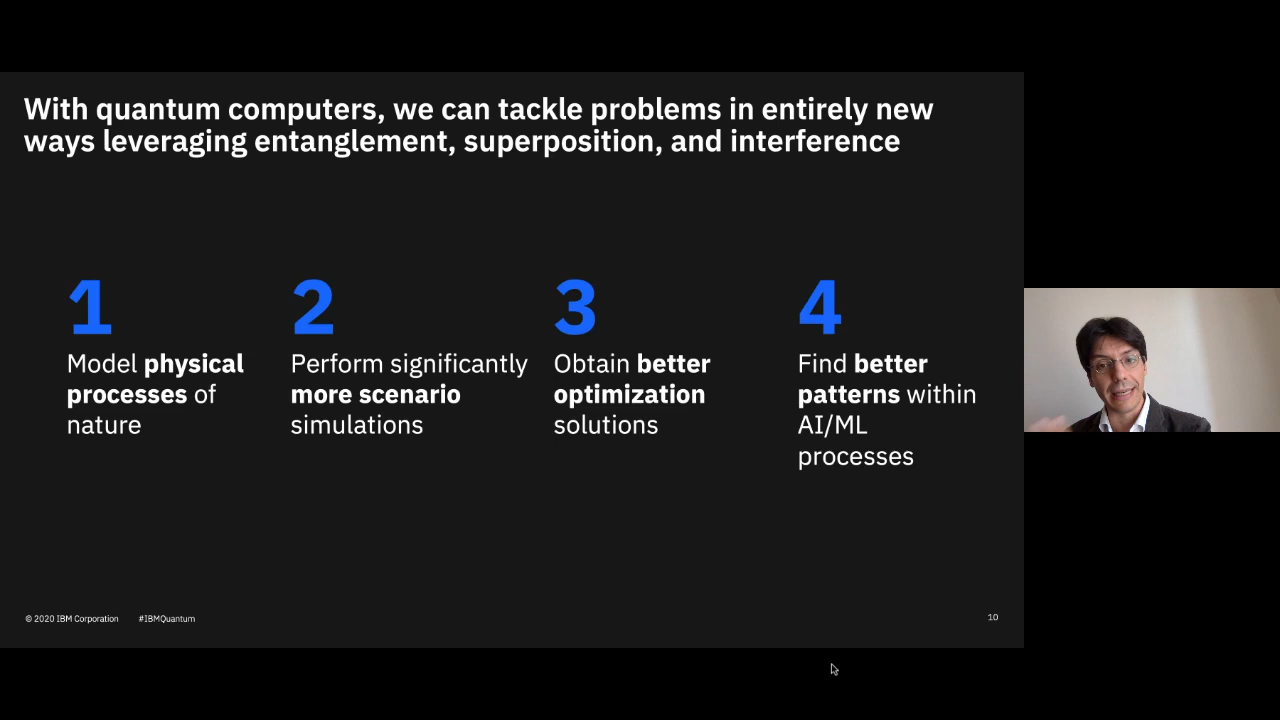 With quantum computers, we can tackle problems in entirely new
ways leveraging entanglement, superposition, and interference
1
Model physical
processes of
nature
2
Perform significantly
more scenario
simulations
3
Obtain better
optimization
solutions
4
Find better
patterns within
AI/ML
processes
© 2020 IBM Corporation #IBMQuantum
10